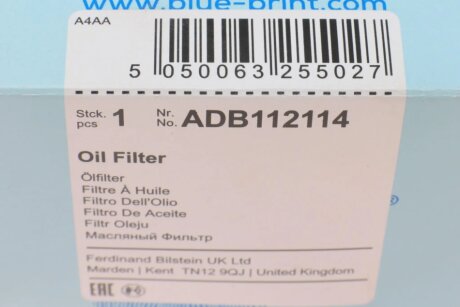 www.blue-print.com
A4AA
5 050063 255027
Stck. pcs 1 Nr. No. ADB112114
Oil Filter
Ölfilter
Filtre À Huile
Filtro Dell'Olio
Filtro De Aceite
Filtr Oleju
Масляный Фильтр
Ferdinand Bilstein UK Ltd
Marden | Kent TN12 9QJ | United Kingdom
EAC